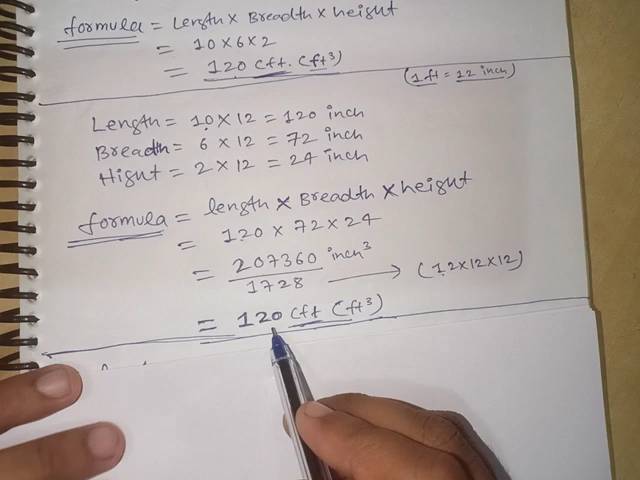 formula = Length × Breadth × height
= 10×6×2
= 120 Cft. (ft³)
(1 ft = 12 inch)
Length = 10 × 12 = 120 inch
Breadth = 6 × 12 = 72 inch
Hight = 2 × 12 = 24 inch
formula = length × Breadth × height
= 120 × 72 × 24
= 207360 inch³
1728 → (12×12×12)
= 120 Cft (ft³)